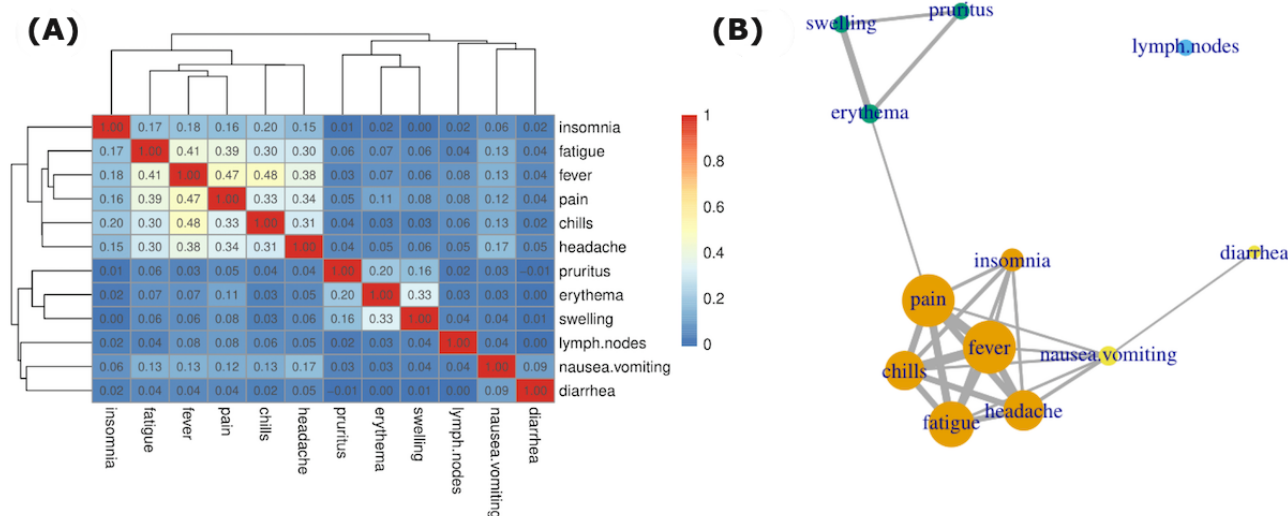 (A)
1.00 0.17 0.18 0.16 0.20 0.15 0.01 0.02 0.00 0.02 0.06 0.02 insomnia
0.17 1.00 0.41 0.39 0.30 0.30 0.06 0.07 0.06 0.04 0.13 0.04 fatigue
0.18 0.41 1.00 0.47 0.48 0.38 0.03 0.07 0.06 0.08 0.13 0.04 fever
0.16 0.39 0.47 1.00 0.33 0.34 0.05 0.11 0.08 0.08 0.12 0.04 pain
0.20 0.30 0.48 0.33 1.00 0.31 0.04 0.03 0.03 0.06 0.13 0.02 chills
0.15 0.30 0.38 0.34 0.31 1.00 0.04 0.05 0.06 0.05 0.17 0.05 headache
0.01 0.06 0.03 0.05 0.04 0.04 1.00 0.20 0.16 0.02 0.03 −0.01 pruritus
0.02 0.07 0.07 0.11 0.03 0.05 0.20 1.00 0.33 0.03 0.03 0.00 erythema
0.00 0.06 0.06 0.08 0.03 0.06 0.16 0.33 1.00 0.04 0.04 0.01 swelling
0.02 0.04 0.08 0.08 0.06 0.05 0.02 0.03 0.04 1.00 0.04 0.00 lymph.nodes
0.06 0.13 0.13 0.12 0.13 0.17 0.03 0.03 0.04 0.04 1.00 0.09 nausea.vomiting
0.02 0.04 0.04 0.04 0.02 0.05 −0.01 0.00 0.01 0.00 0.09 1.00 diarrhea
insomnia
fatigue
fever
pain
chills
headache
pruritus
erythema
swelling
lymph.nodes
nausea.vomiting
diarrhea
1
0.8
0.6
0.4
0.2
0
(B)
swelling
pruritus
lymph.nodes
erythema
diarrhea
insomnia
pain
fever
nausea.vomiting
chills
headache
fatigue